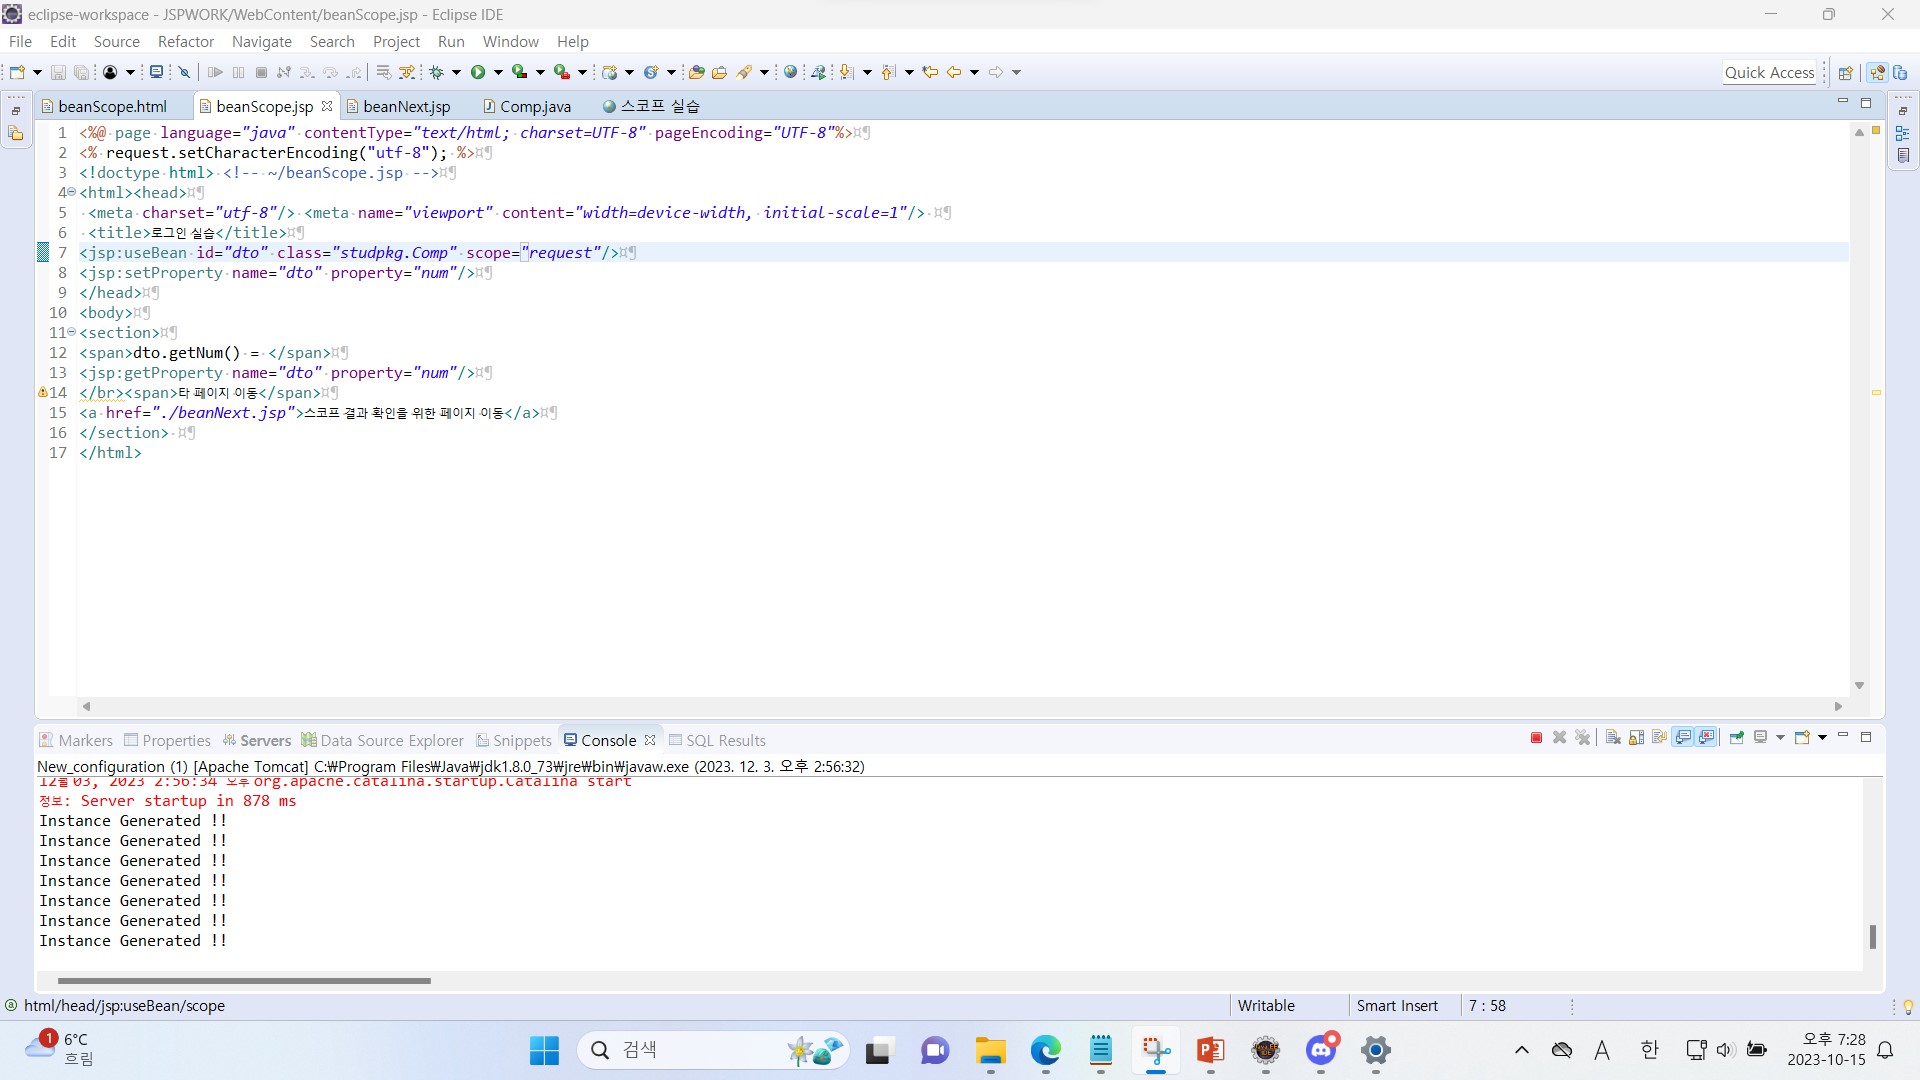 eclipse-workspace - JSPWORK/WebContent/beanScope.jsp - Eclipse IDE
File Edit Source Refactor Navigate Search Project Run Window Help
Quick Access
beanScope.html beanScope.jsp beanNext.jsp Comp.java 스코프 실습
1 <%@ page language="java" contentType="text/html; charset=UTF-8" pageEncoding="UTF-8"%>
2 <% request.setCharacterEncoding("utf-8"); %>
3 <!doctype html> <!-- ~/beanScope.jsp -->
4 <html><head>
5 <meta charset="utf-8"/> <meta name="viewport" content="width=device-width, initial-scale=1"/>
6 <title>로그인 실습</title>
7 <jsp:useBean id="dto" class="studpkg.Comp" scope="request"/>
8 <jsp:setProperty name="dto" property="num"/>
9 </head>
10 <body>
11 <section>
12 <span>dto.getNum() = </span>
13 <jsp:getProperty name="dto" property="num"/>
14 </br><span>타 페이지 이동</span>
15 <a href="./beanNext.jsp">스코프 결과 확인을 위한 페이지 이동</a>
16 </section>
17 </html>
Markers Properties Servers Data Source Explorer Snippets Console SQL Results
New_configuration (1) [Apache Tomcat] C:₩Program Files₩Java₩jdk1.8.0_73₩jre₩bin₩javaw.exe (2023. 12. 3. 오후 2:56:32)
12월 03, 2023 2:56:34 오후 org.apache.catalina.startup.Catalina start
정보: Server startup in 878 ms
Instance Generated !!
Instance Generated !!
Instance Generated !!
Instance Generated !!
Instance Generated !!
Instance Generated !!
Instance Generated !!
html/head/jsp:useBean/scope Writable Smart Insert 7 : 58
1 6°C
흐림
검색
A 한
오후 7:28
2023-10-15